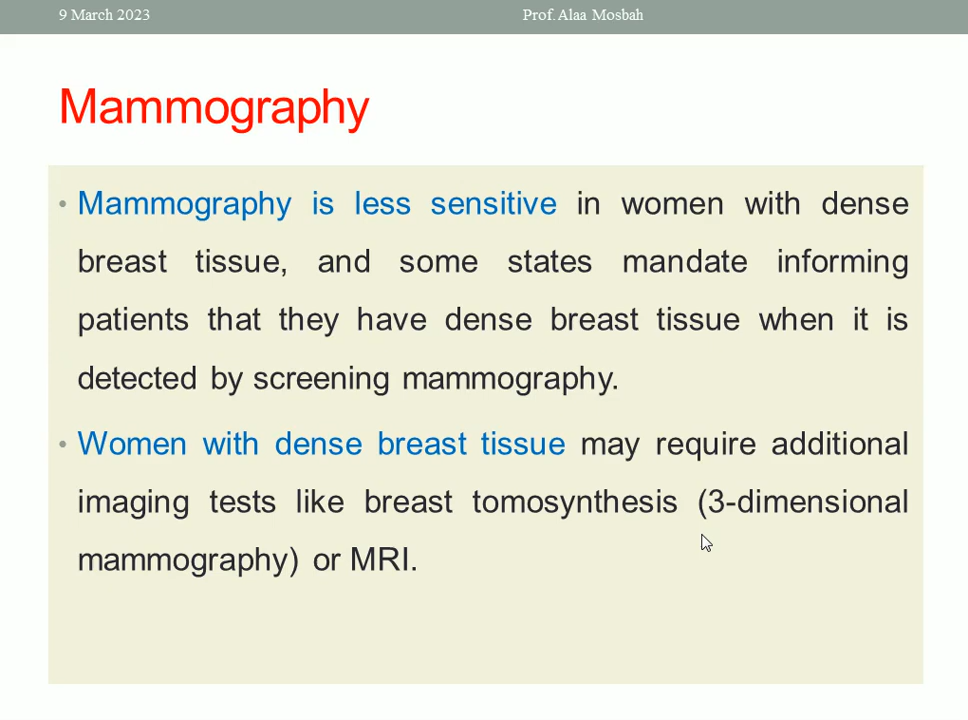 9 March 2023 Prof. Alaa Mosbah
Mammography
• Mammography is less sensitive in women with dense
breast tissue, and some states mandate informing
patients that they have dense breast tissue when it is
detected by screening mammography.
• Women with dense breast tissue may require additional
imaging tests like breast tomosynthesis (3-dimensional
mammography) or MRI.